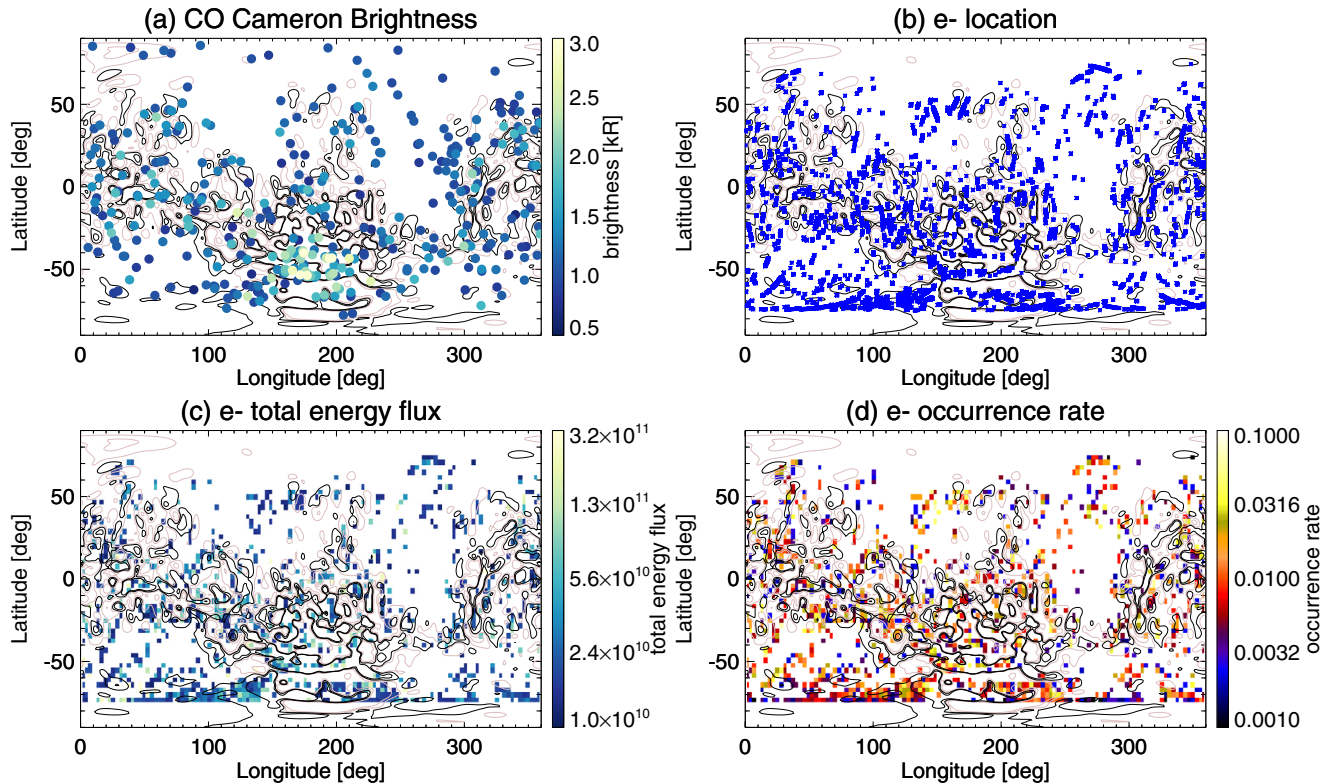 (a) CO Cameron Brightness
Latitude [deg]
50
0
-50
0
100
200
300
Longitude [deg]
3.0
2.5
2.0
1.5
1.0
0.5
brightness [kR]
(b) e- location
Latitude [deg]
50
0
-50
0
100
200
300
Longitude [deg]
(c) e- total energy flux
Latitude [deg]
50
0
-50
0
100
200
300
Longitude [deg]
3.2×10¹¹
1.3×10¹¹
5.6×10¹⁰
2.4×10¹⁰
1.0×10¹⁰
total energy flux
(d) e- occurrence rate
Latitude [deg]
50
0
-50
0
100
200
300
Longitude [deg]
0.1000
0.0316
0.0100
0.0032
0.0010
occurrence rate